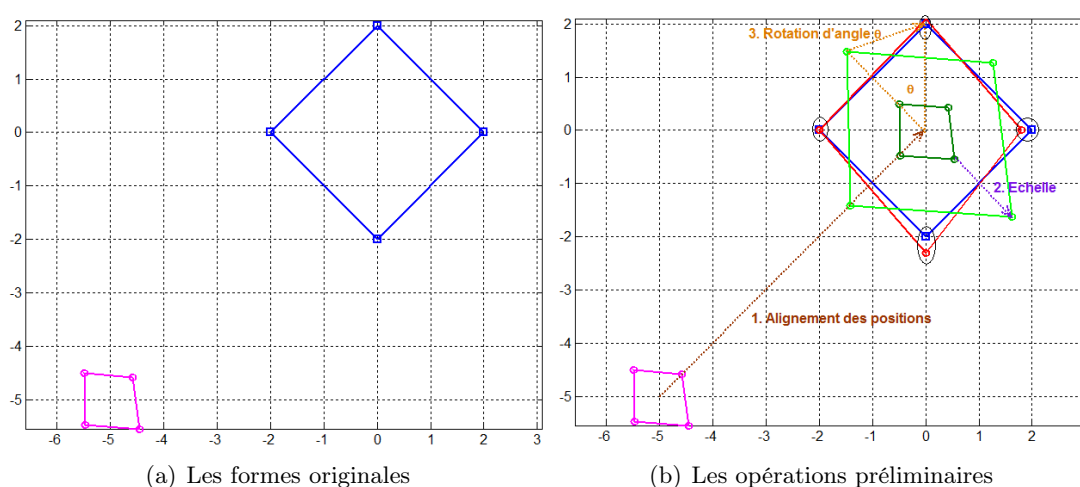 2
1
0
-1
-2
-3
-4
-5
-6 -5 -4 -3 -2 -1 0 1 2 3
(a) Les formes originales
2
1
0
-1
-2
-3
-4
-5
-6 -5 -4 -3 -2 -1 0 1 2
3. Rotation d'angle θ
θ
2. Echelle
1. Alignement des positions
(b) Les opérations préliminaires